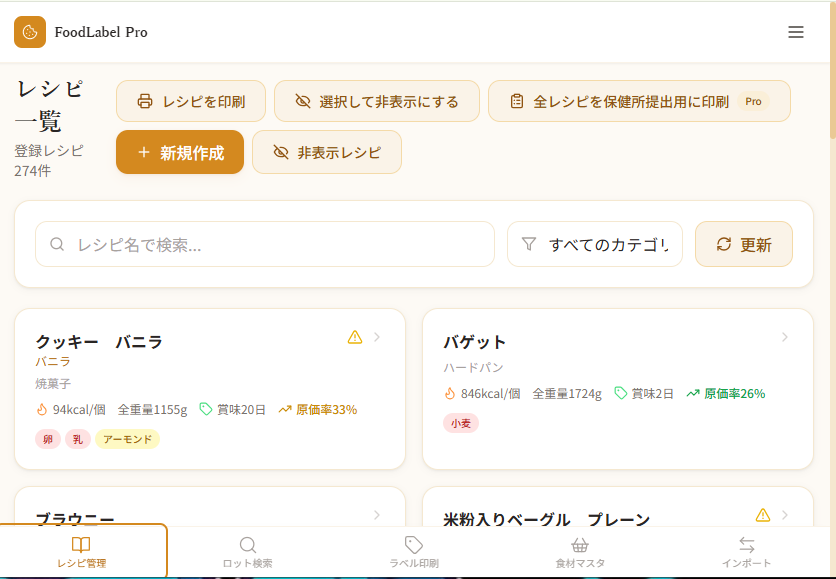 FoodLabel Pro
レシピ一覧
登録レシピ 274件
レシピを印刷
選択して非表示にする
全レシピを保健所提出用に印刷 Pro
+ 新規作成
非表示レシピ
レシピ名で検索...
すべてのカテゴリ
更新
クッキー　バニラ
バニラ
焼菓子
94kcal/個 全重量1155g 賞味20日 原価率33%
卵 乳 アーモンド
バゲット
ハードパン
846kcal/個 全重量1724g 賞味2日 原価率26%
小麦
ブラウニー
米粉入りベーグル　プレーン
レシピ管理
ロット検索
ラベル印刷
食材マスタ
インポート